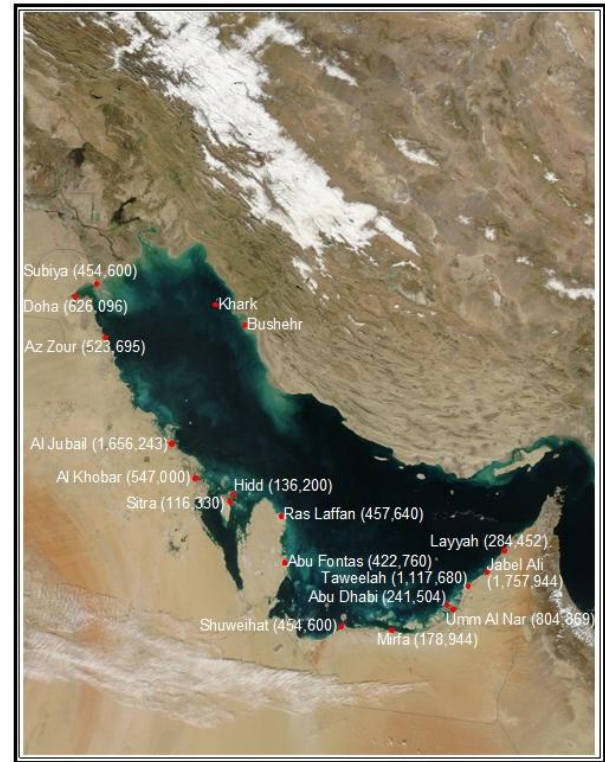 Subiya (454,600)
Doha (626,096)
Khark
Bushehr
Az Zour (523,695)
Al Jubail (1,656,243)
Al Khobar (547,000)
Hidd (136,200)
Sitra (116,330)
Ras Laffan (457,640)
Layyah (284,452)
Abu Fontas (422,760)
Jabel Ali
(1,757,944)
Taweelah (1,117,680)
Abu Dhabi (241,504)
Umm Al Nar (804,869)
Shuweihat (454,600)
Mirfa (178,944)